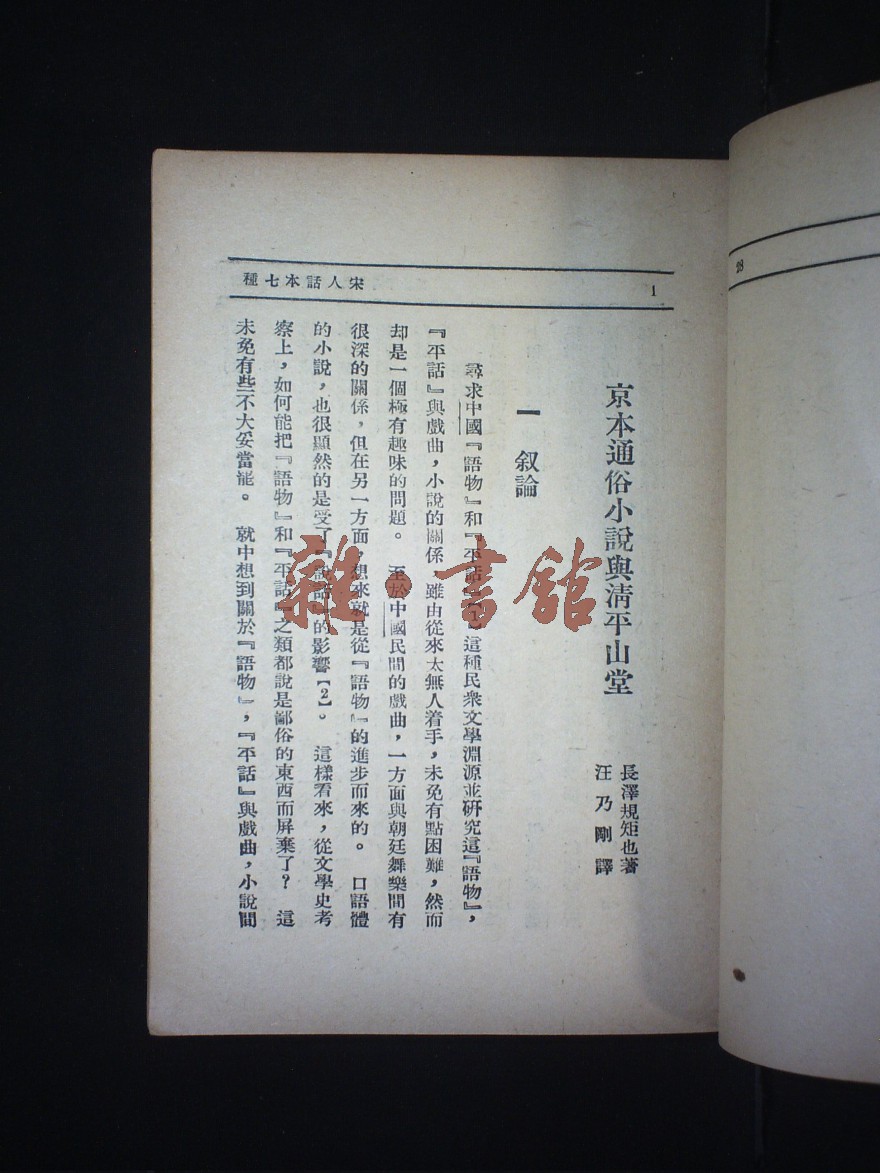 宋人話本七種
1
28
京本通俗小說與清平山堂
長澤規矩也著
汪乃剛譯
一 叙論
尋求中國『語物』和『平話』【1】這種民衆文學淵源並研究這『語物』，
『平話』與戲曲，小說的關係，雖由從來太無人着手，未免有點困難，然而
却是一個極有趣味的問題。 至於中國民間的戲曲，一方面與朝廷舞樂間有
很深的關係，但在另一方面，想來就是從『語物』的進步而來的。 口語體
的小說，也很顯然的是受了『說話』的影響【2】。 這樣看來，從文學史考
察上，如何能把『語物』和『平話』之類都說是鄙俗的東西而屏棄了？ 這
未免有些不大妥當罷。 就中想到關於『語物』，『平話』與戲曲，小說間
雜·書館